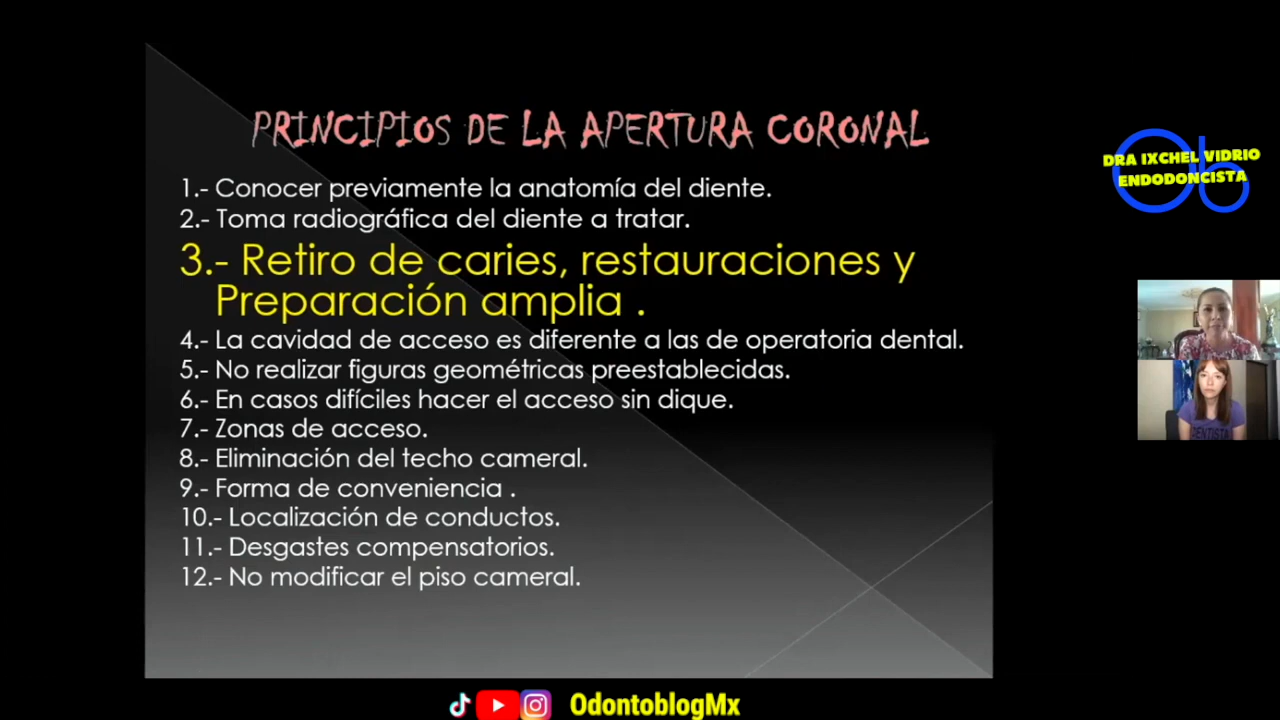 PRINCIPIOS DE LA APERTURA CORONAL
1.- Conocer previamente la anatomía del diente.
2.- Toma radiográfica del diente a tratar.
3.- Retiro de caries, restauraciones y
Preparación amplia .
4.- La cavidad de acceso es diferente a las de operatoria dental.
5.- No realizar figuras geométricas preestablecidas.
6.- En casos difíciles hacer el acceso sin dique.
7.- Zonas de acceso.
8.- Eliminación del techo cameral.
9.- Forma de conveniencia .
10.- Localización de conductos.
11.- Desgastes compensatorios.
12.- No modificar el piso cameral.
Ob
DRA IXCHEL VIDRIO
ENDODONCISTA
DENTISTA
OdontoblogMx